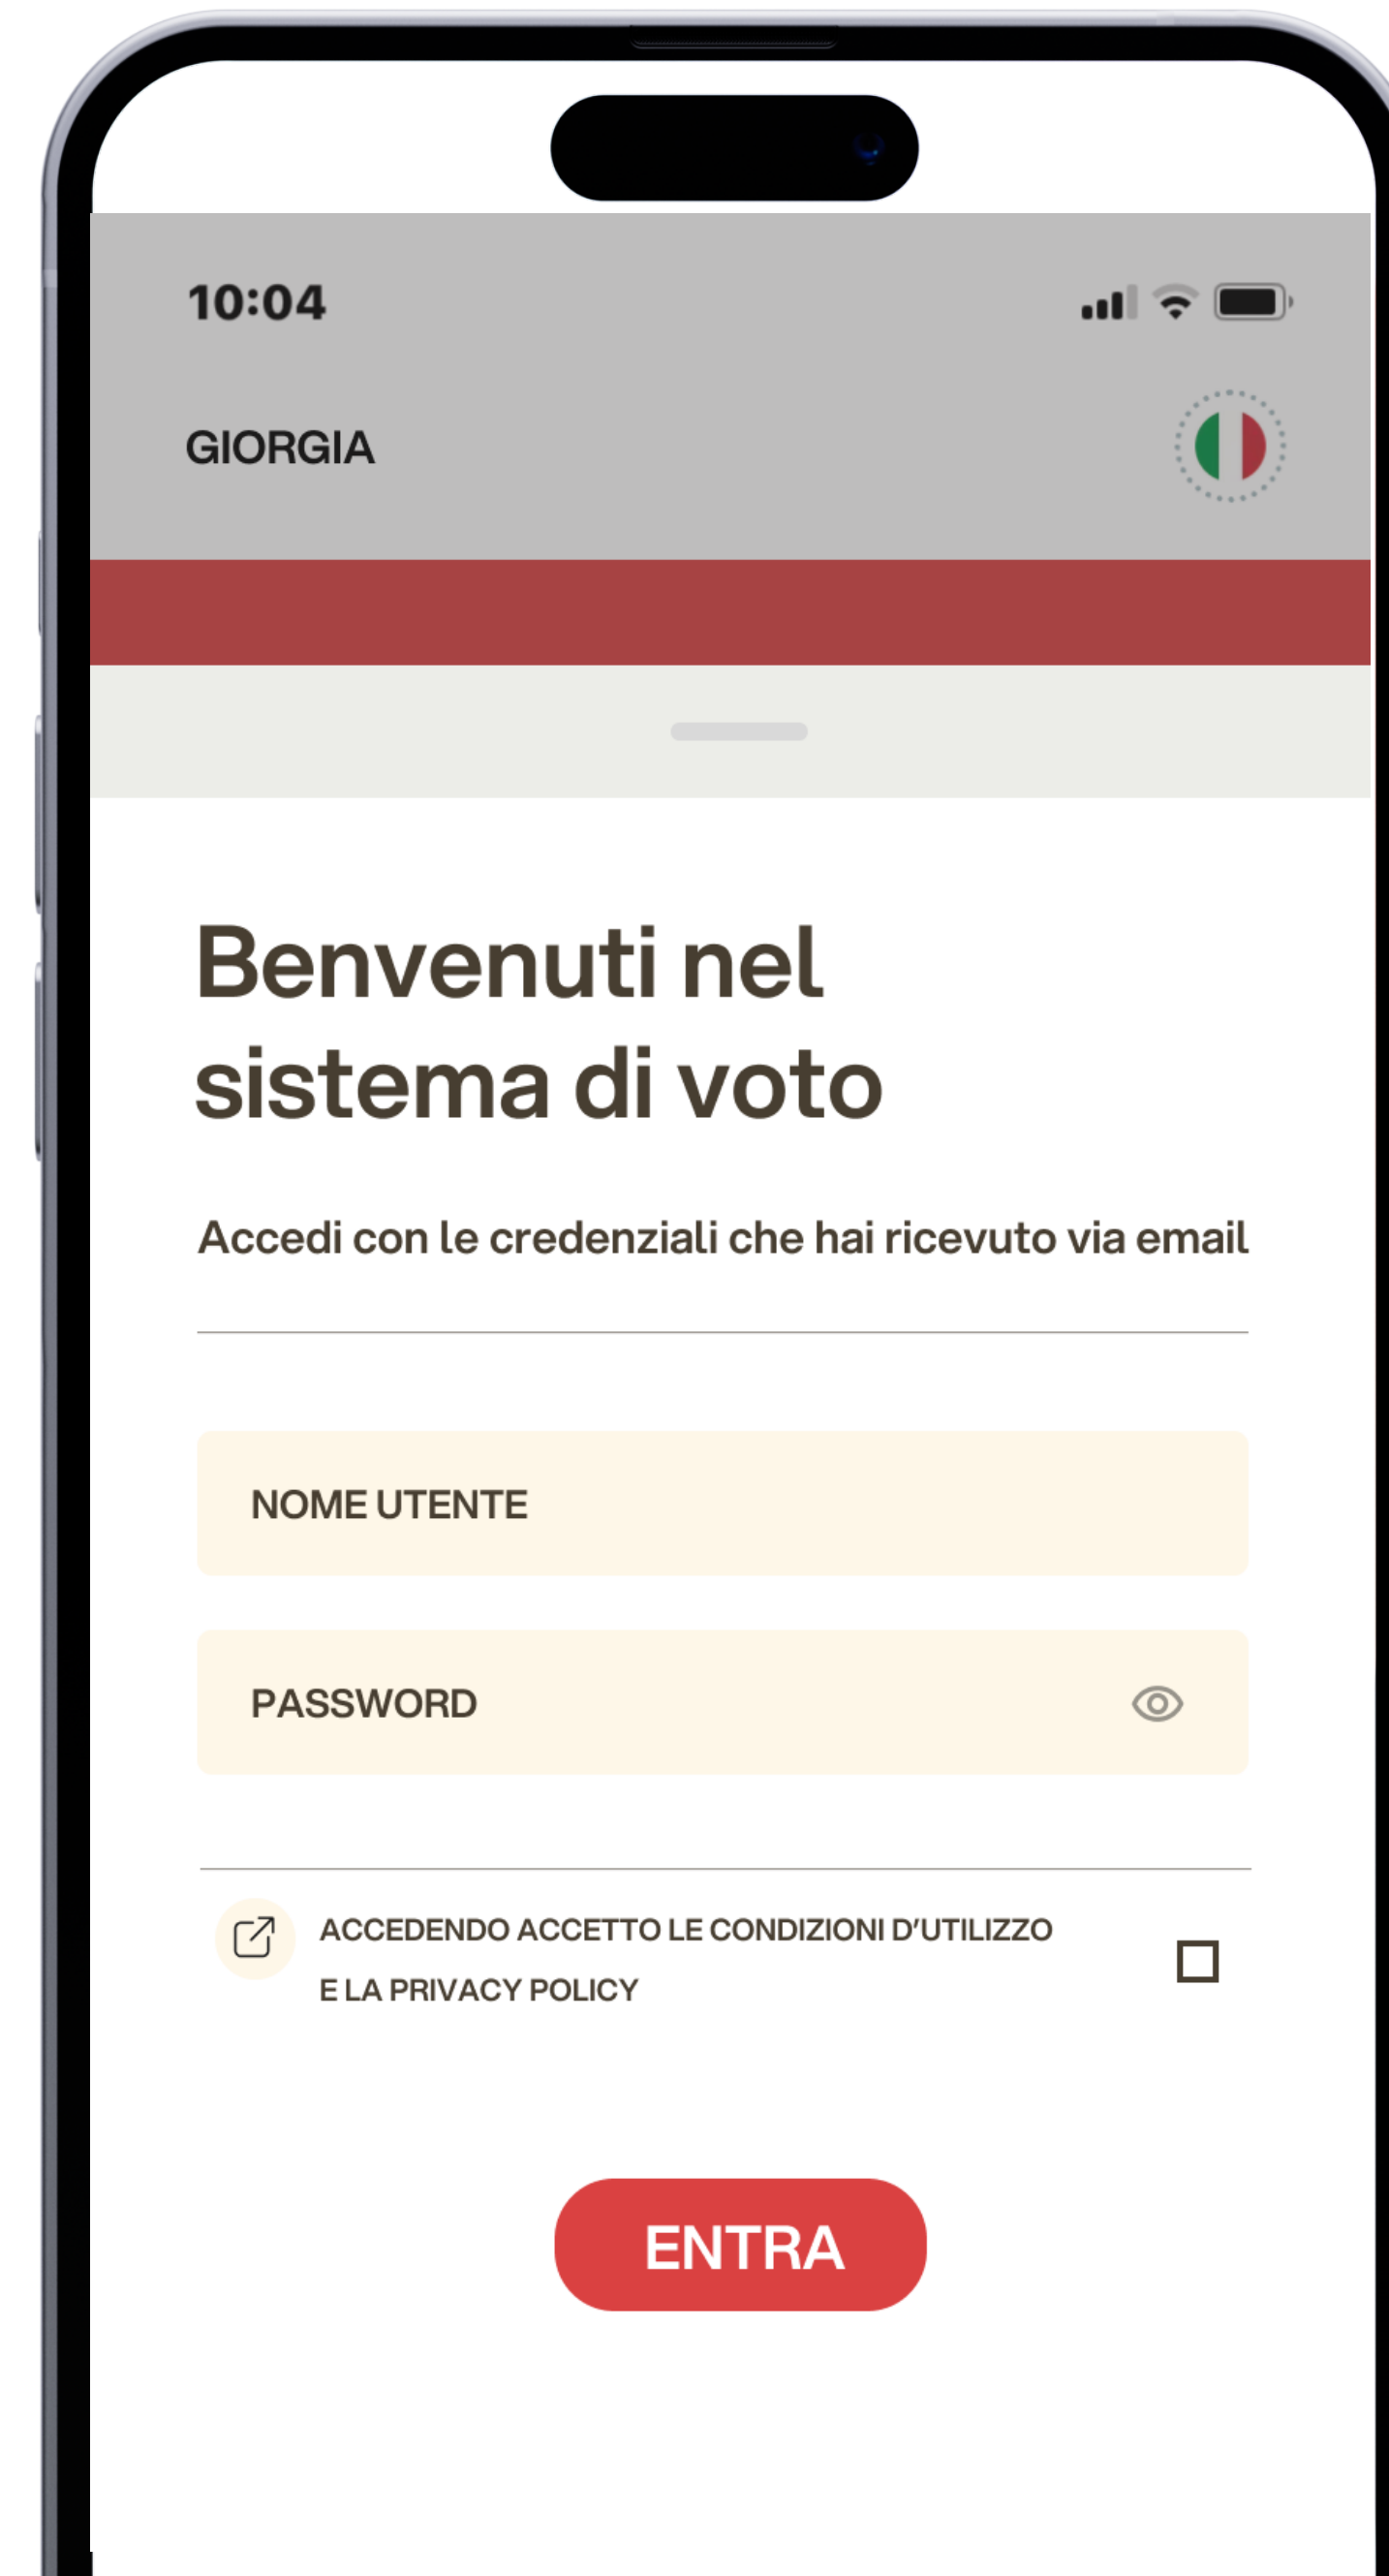 10:04
GIORGIA
Benvenuti nel
sistema di voto
Accedi con le credenziali che hai ricevuto via email
NOME UTENTE
PASSWORD
ACCEDENDO ACCETTO LE CONDIZIONI D’UTILIZZO
E LA PRIVACY POLICY
ENTRA